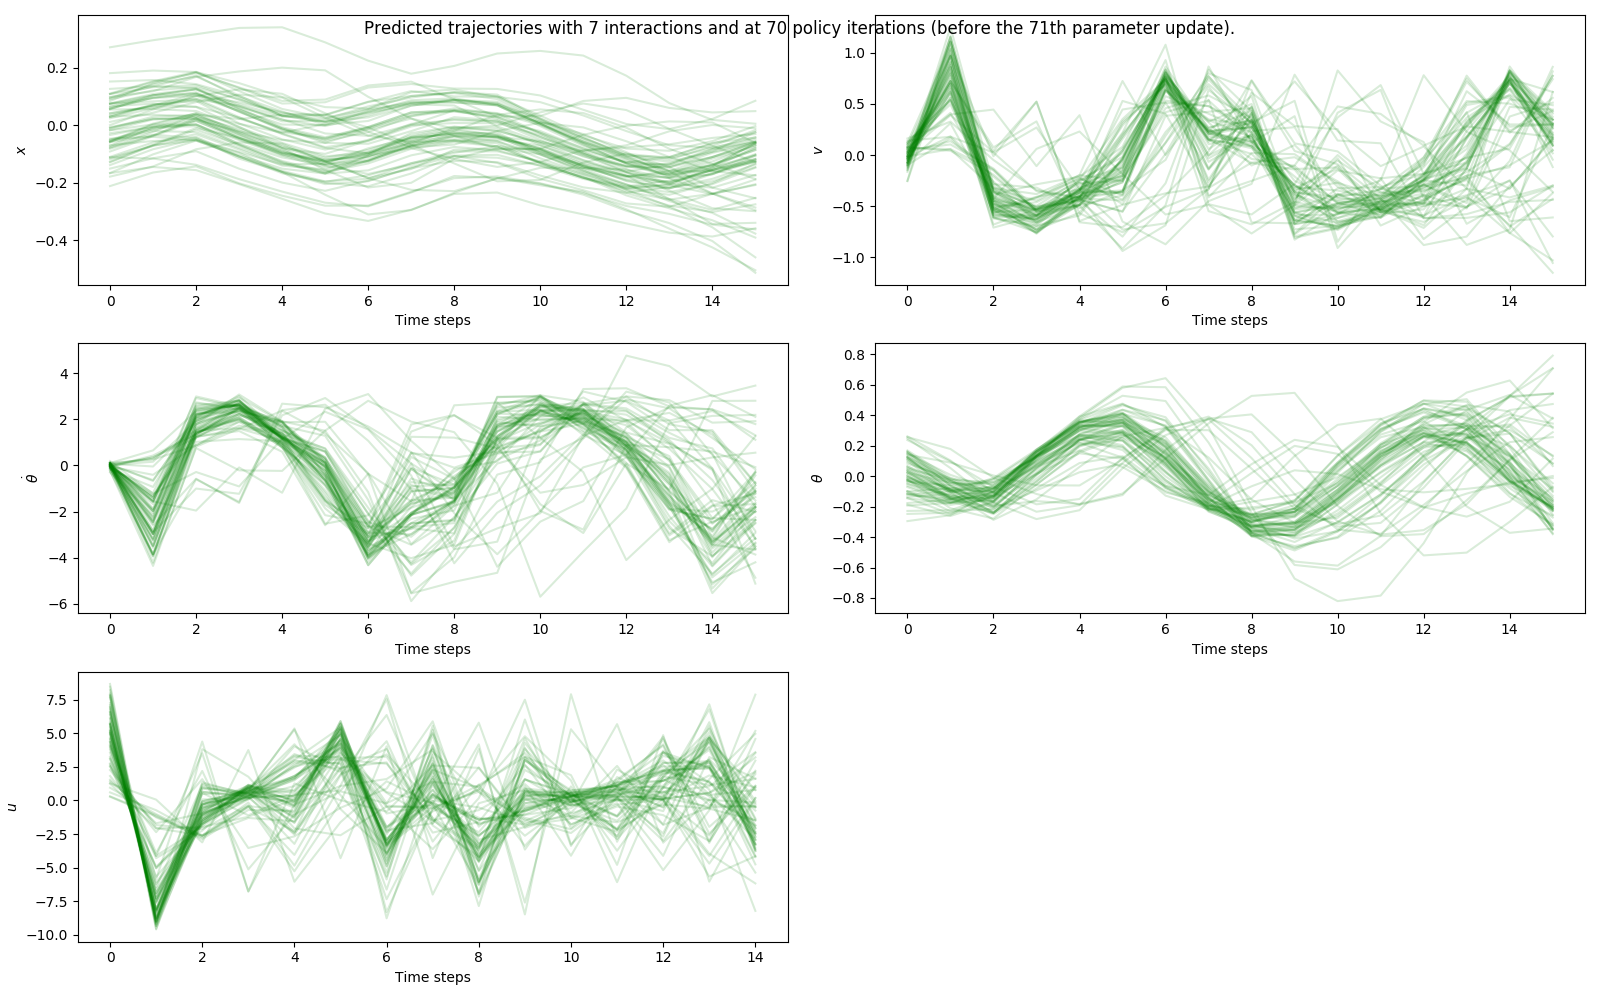 Predicted trajectories with 7 interactions and at 70 policy iterations (before the 71th parameter update).
0.2
0.0
−0.2
−0.4
x
0 2 4 6 8 10 12 14
Time steps
1.0
0.5
0.0
−0.5
−1.0
v
0 2 4 6 8 10 12 14
Time steps
4
2
0
−2
−4
−6
θ̇
0 2 4 6 8 10 12 14
Time steps
0.8
0.6
0.4
0.2
0.0
−0.2
−0.4
−0.6
−0.8
θ
0 2 4 6 8 10 12 14
Time steps
7.5
5.0
2.5
0.0
−2.5
−5.0
−7.5
−10.0
u
0 2 4 6 8 10 12 14
Time steps